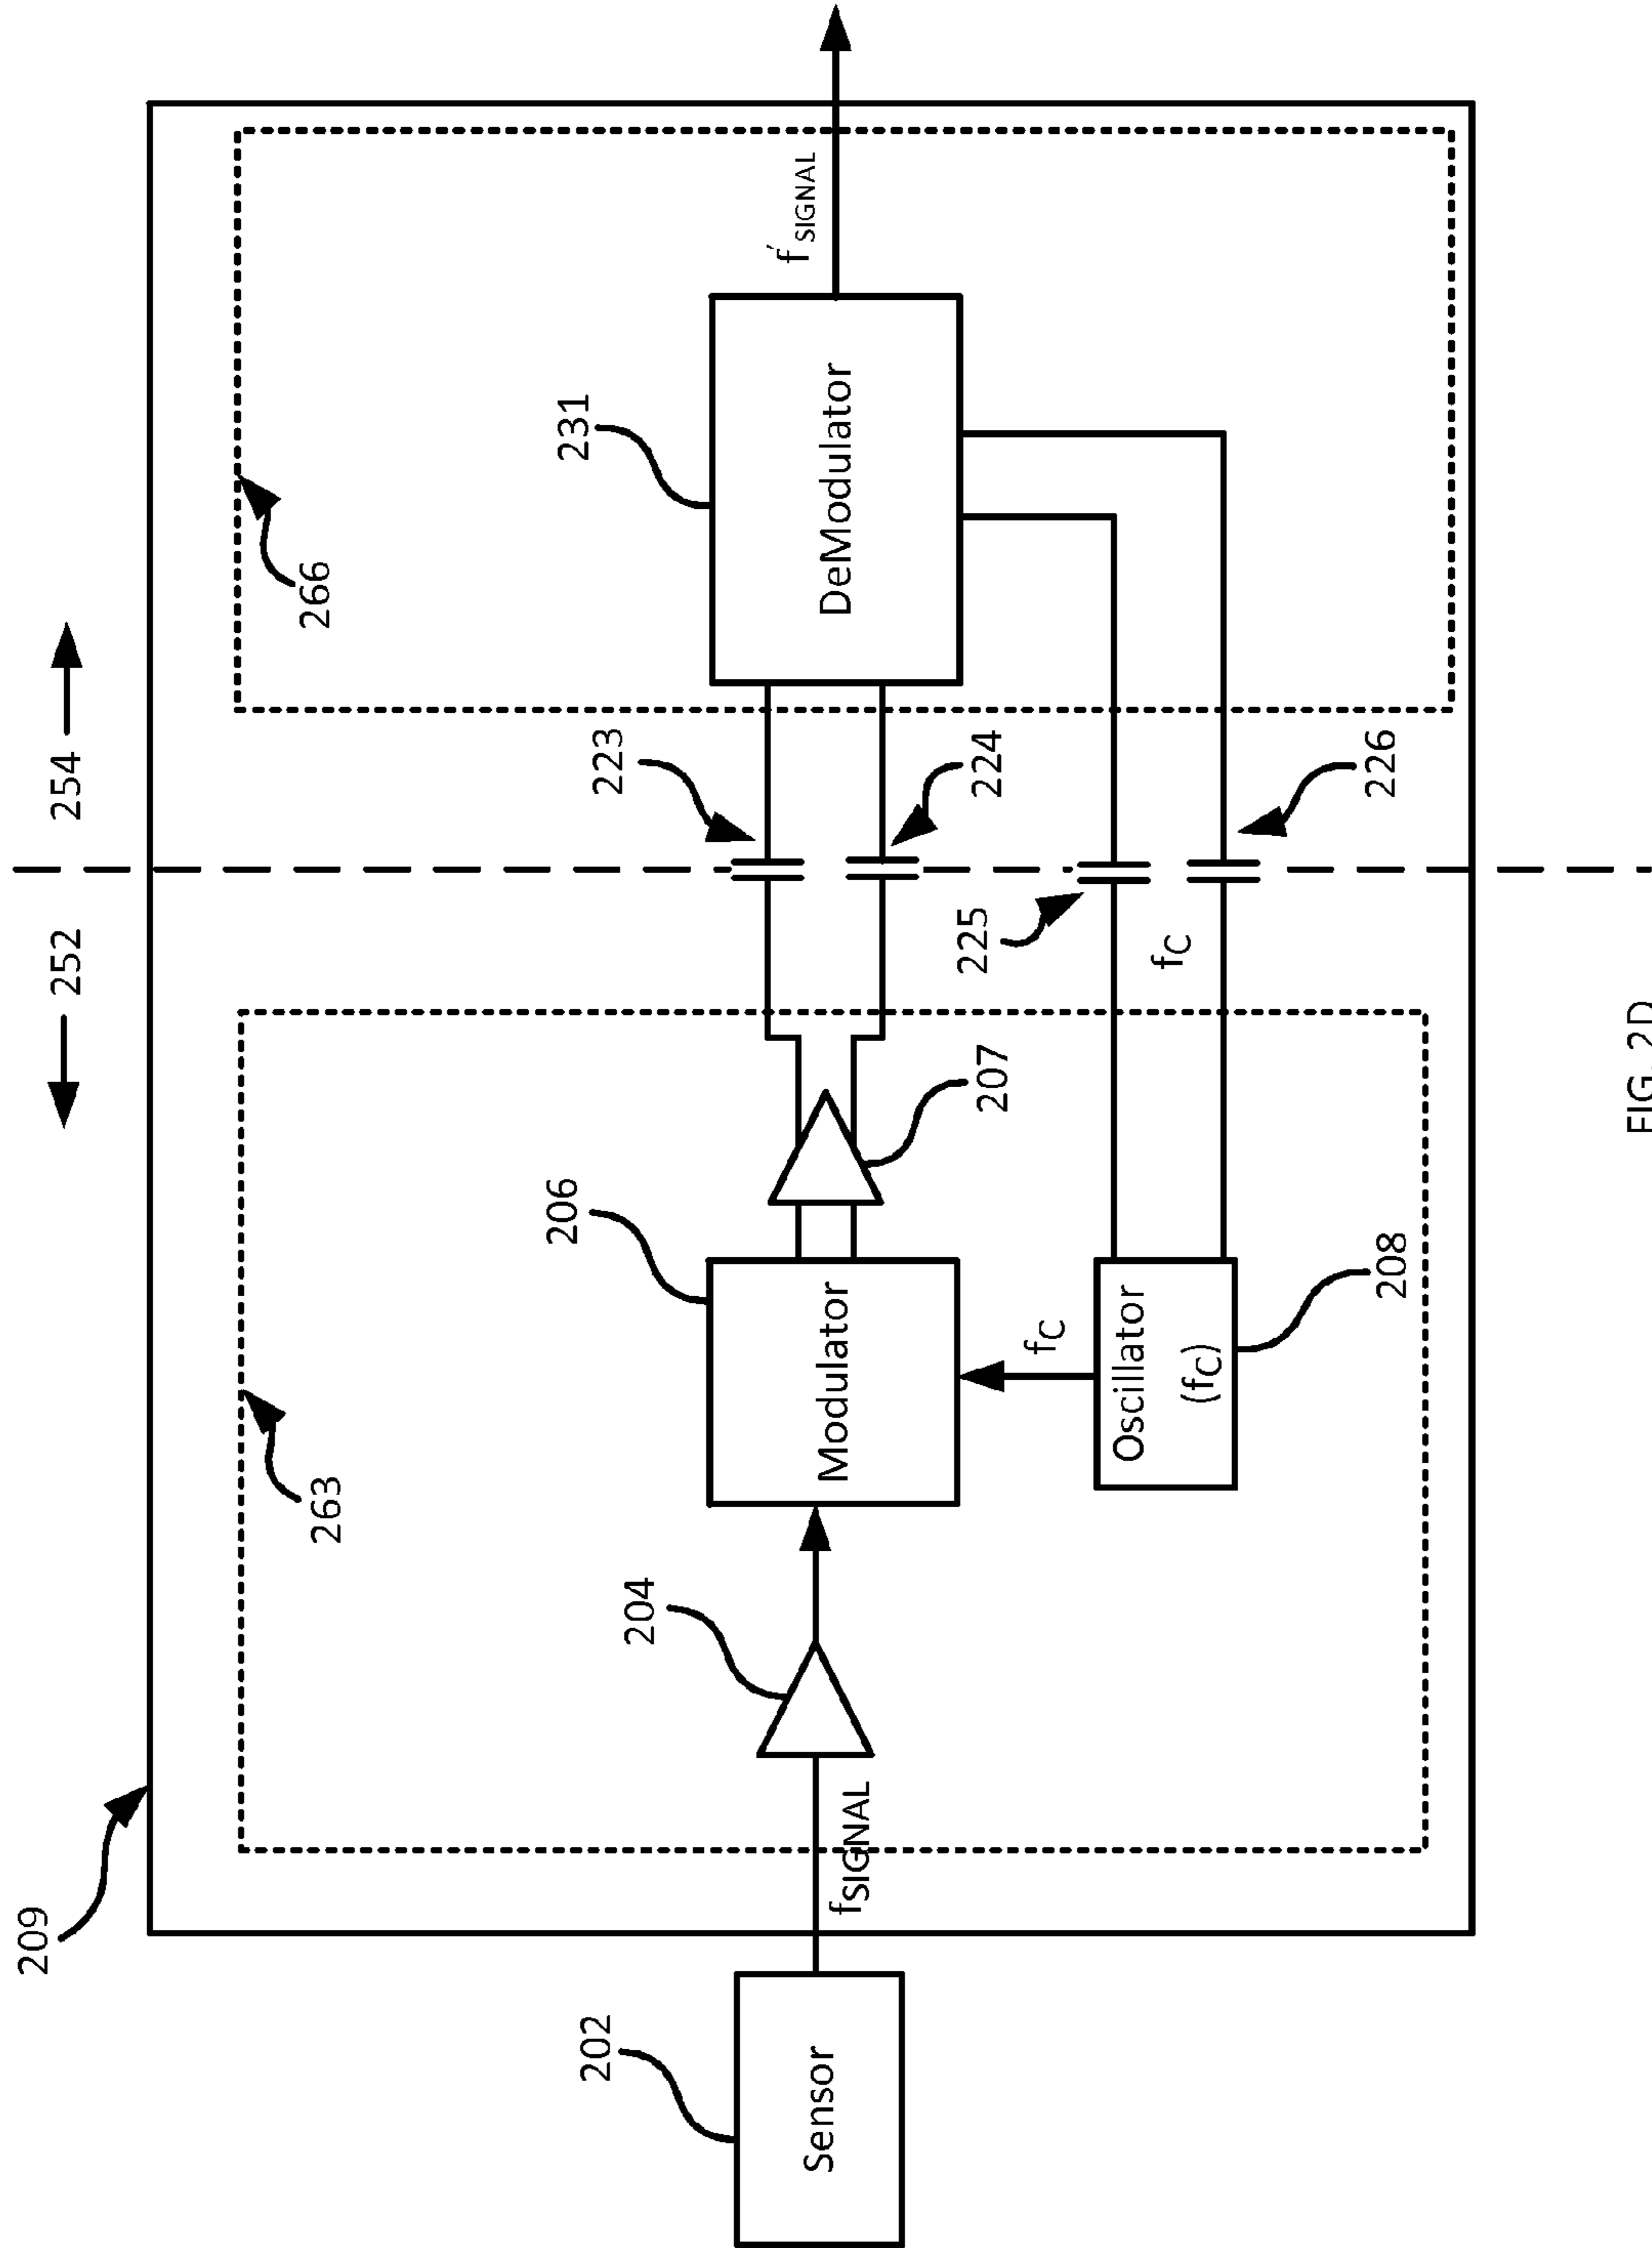 209
252
254
263
266
202
Sensor
fSIGNAL
204
206
Modulator
207
223
224
231
DeModulator
f'SIGNAL
fC
Oscillator
(fC)
208
225
fC
226
FIG. 2D